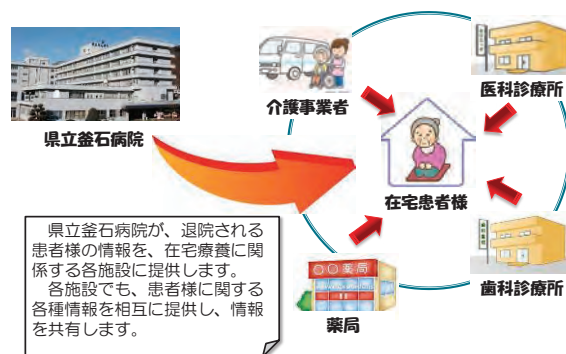 県立釜石病院
介護事業者
医科診療所
在宅患者様
県立釜石病院が、退院される
患者様の情報を、在宅療養に関
係する各施設に提供します。
各施設でも、患者様に関する
各種情報を相互に提供し、情報
を共有します。
〇〇薬局
薬局
歯科診療所